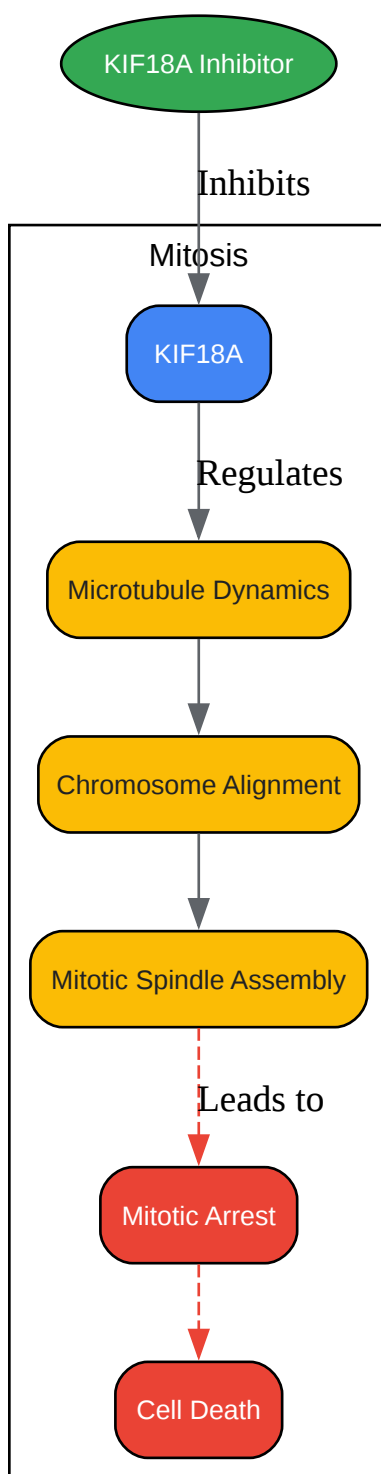 KIF18A Inhibitor
Inhibits
Mitosis
KIF18A
Regulates
Microtubule Dynamics
Chromosome Alignment
Mitotic Spindle Assembly
Leads to
Mitotic Arrest
Cell Death